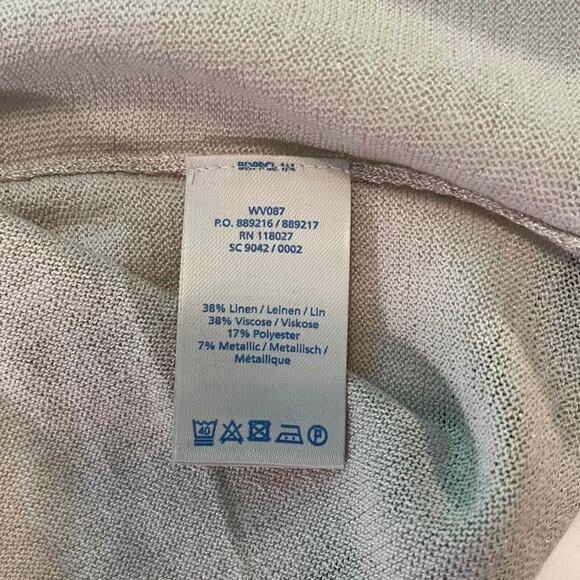 WV087
P.O. 889216 / 889217
RN 118027
SC 9042 / 0002
38% Linen / Leinen / Lin
38% Viscose / Viskose
17% Polyester
7% Metallic / Metallisch /
Métallique
40
P